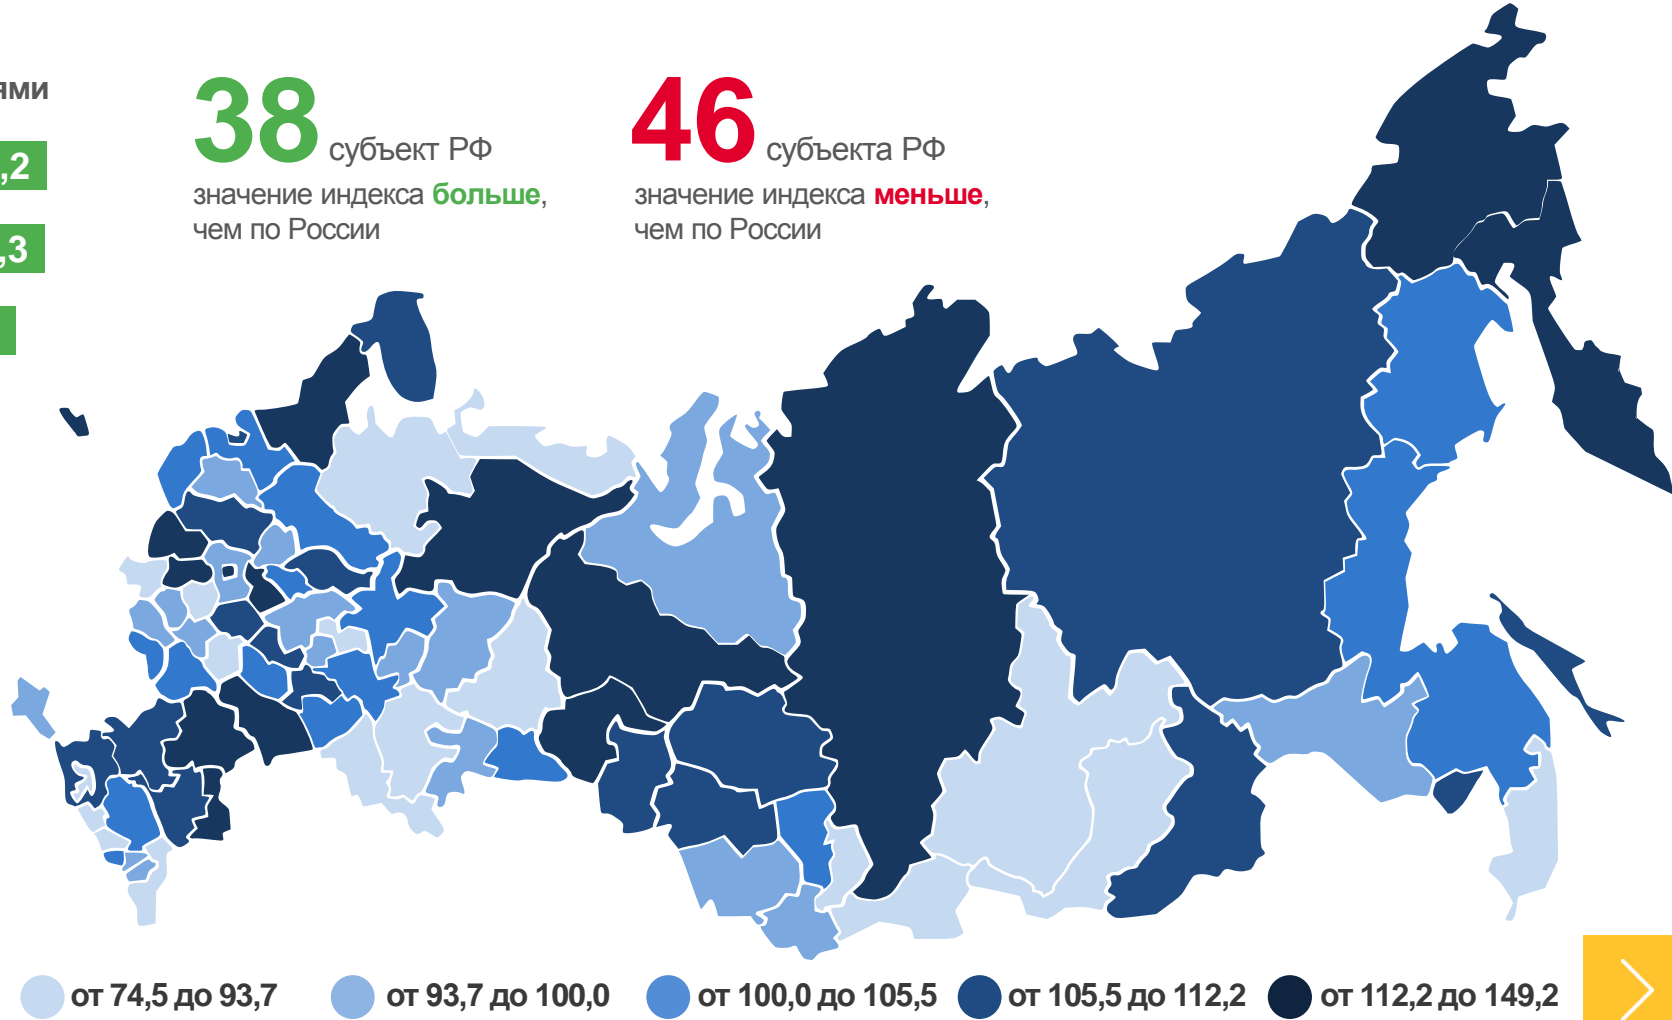 ями
,2
,3
38 субъект РФ
значение индекса больше,
чем по России
46 субъекта РФ
значение индекса меньше,
чем по России
от 74,5 до 93,7
от 93,7 до 100,0
от 100,0 до 105,5
от 105,5 до 112,2
от 112,2 до 149,2